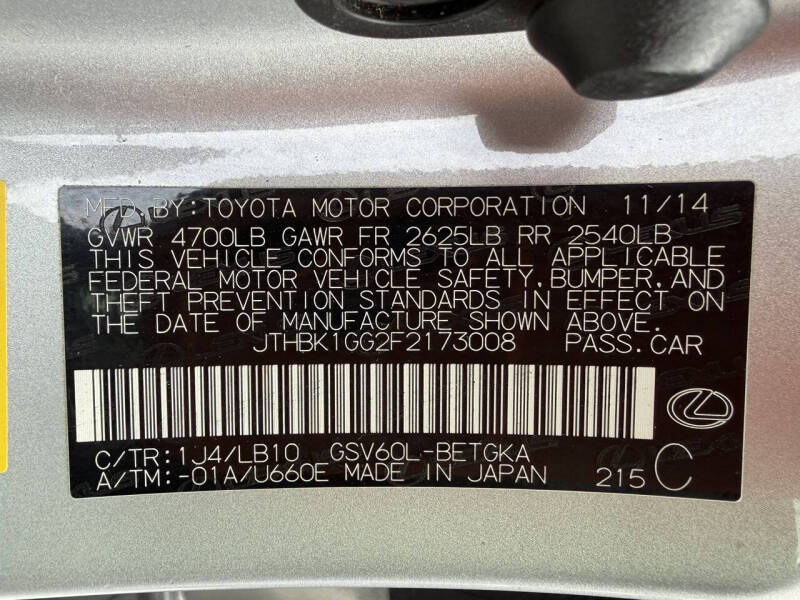 MFD BY:TOYOTA MOTOR CORPORATION 11/14
GVWR 4700LB GAWR FR 2625LB RR 2540LB
THIS VEHICLE CONFORMS TO ALL APPLICABLE
FEDERAL MOTOR VEHICLE SAFETY,BUMPER,AND
THEFT PREVENTION STANDARDS IN EFFECT ON
THE DATE OF MANUFACTURE SHOWN ABOVE.
JTHBK1GG2F2173008 PASS.CAR
C/TR:1J4/LB10 GSV60L-BETGKA
A/TM:-01A/U660E MADE IN JAPAN 215 C